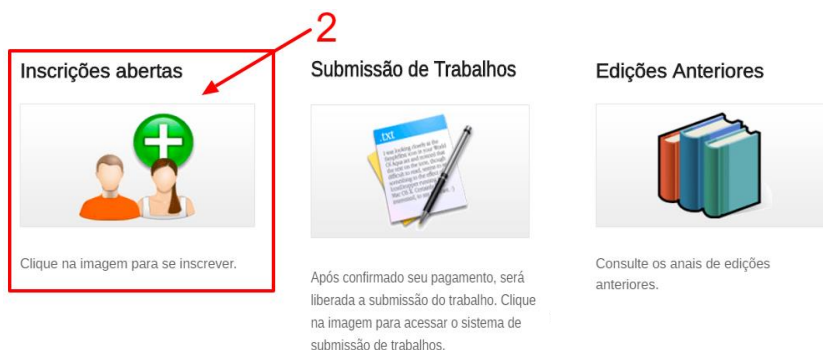 2
Inscrições abertas
Clique na imagem para se inscrever.
Submissão de Trabalhos
.txt
Após confirmado seu pagamento, será
liberada a submissão do trabalho. Clique
na imagem para acessar o sistema de
submissão de trabalhos.
Edições Anteriores
Consulte os anais de edições
anteriores.